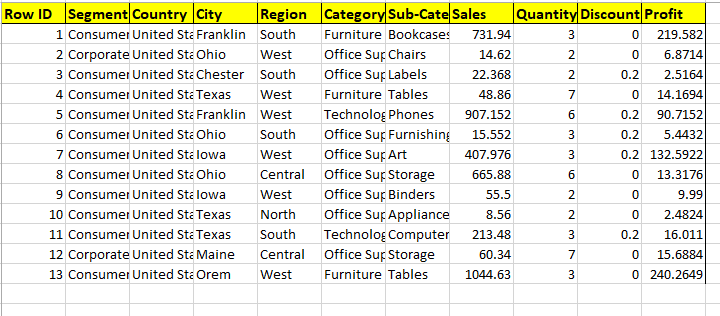 Row ID Segment Country City Region Category Sub-Cate Sales Quantity Discount Profit
1 Consumer United Sta Franklin South Furniture Bookcases 731.94 3 0 219.582
2 Corporate United Sta Ohio West Office Sup Chairs 14.62 2 0 6.8714
3 Consumer United Sta Chester South Office Sup Labels 22.368 2 0.2 2.5164
4 Consumer United Sta Texas West Furniture Tables 48.86 7 0 14.1694
5 Consumer United Sta Franklin West Technolog Phones 907.152 6 0.2 90.7152
6 Consumer United Sta Ohio South Office Sup Furnishing 15.552 3 0.2 5.4432
7 Consumer United Sta Iowa West Office Sup Art 407.976 3 0.2 132.5922
8 Consumer United Sta Ohio Central Office Sup Storage 665.88 6 0 13.3176
9 Consumer United Sta Iowa West Office Sup Binders 55.5 2 0 9.99
10 Consumer United Sta Texas North Office Sup Appliance 8.56 2 0 2.4824
11 Consumer United Sta Texas South Technolog Computer 213.48 3 0.2 16.011
12 Corporate United Sta Maine Central Office Sup Storage 60.34 7 0 15.6884
13 Consumer United Sta Orem West Furniture Tables 1044.63 3 0 240.2649